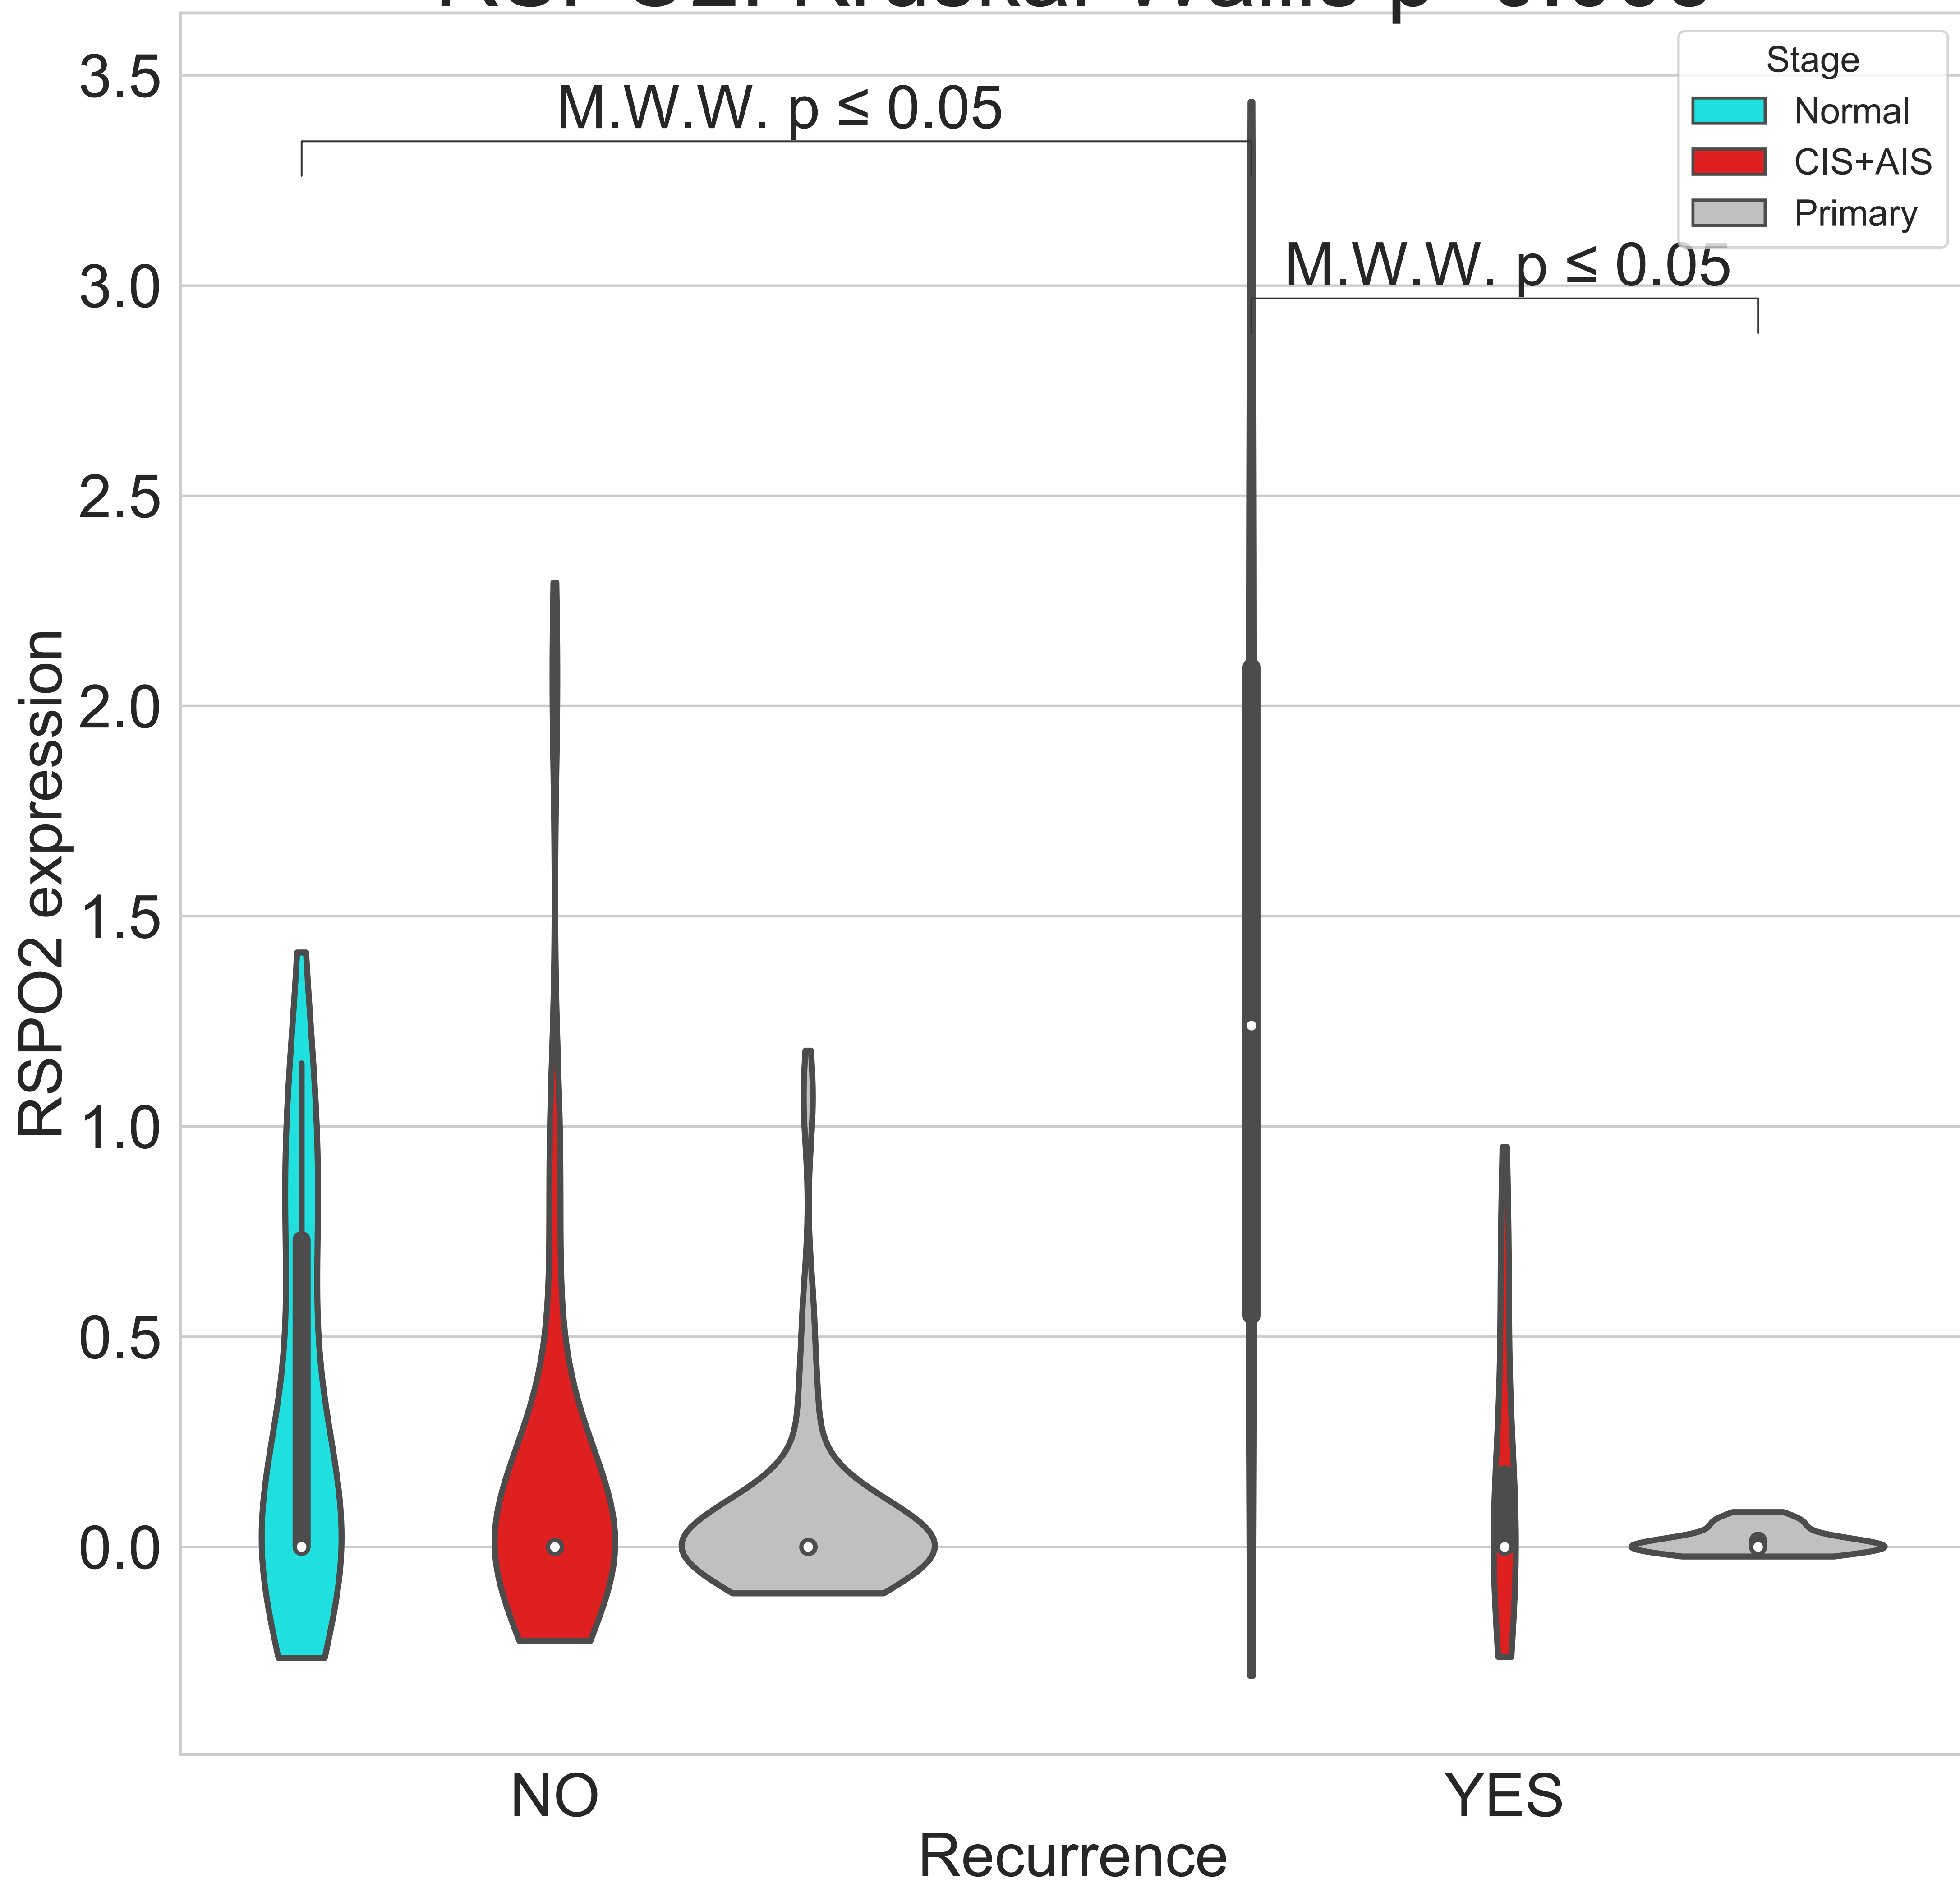 3.5
M.W.W. p ≤ 0.05
Stage
Normal
CIS+AIS
Primary
3.0
M.W.W. p ≤ 0.05
2.5
2.0
1.5
1.0
0.5
0.0
RSPO2 expression
NO
YES
Recurrence